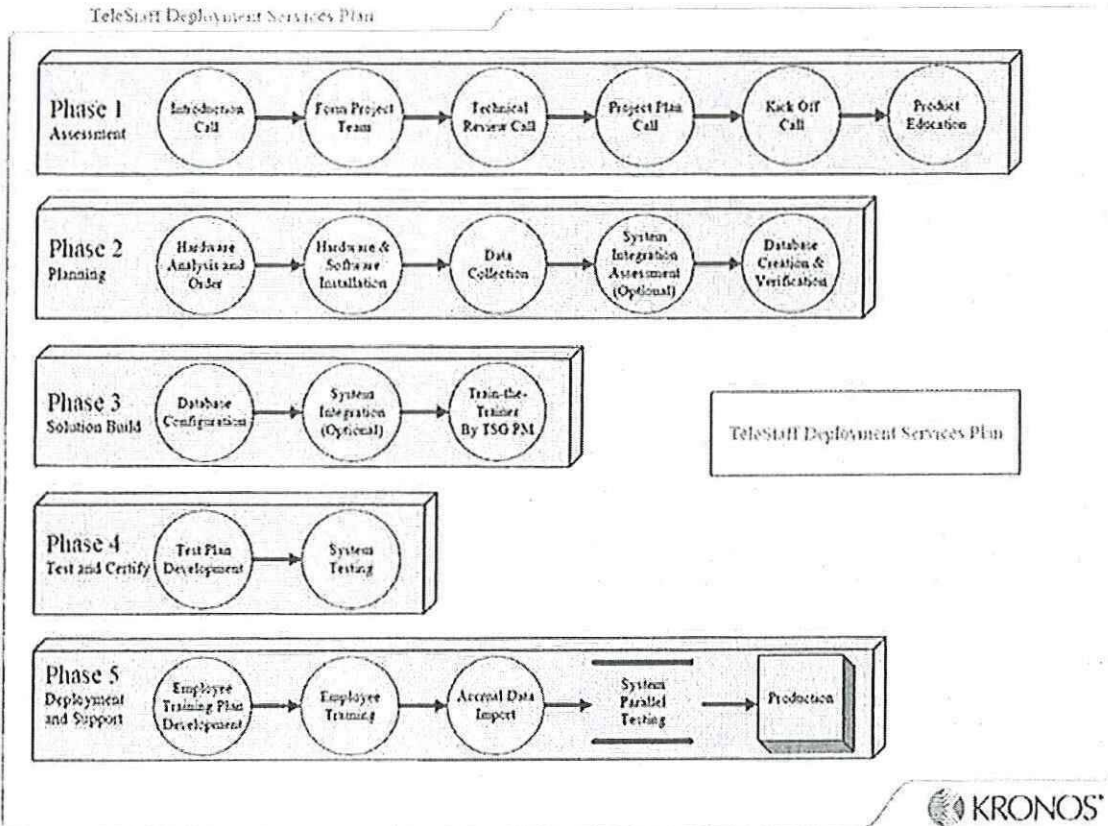 TeleStaff Deployment Services Plan
Phase 1
Assessment
Introduction
Call
Form Project
Team
Technical
Review Call
Project Plan
Call
Kick Off
Call
Product
Education
Phase 2
Planning
Hardware
Analysis and
Order
Hardware &
Software
Installation
Data
Collection
System
Integration
Assessment
(Optional)
Database
Creation &
Verification
Phase 3
Solution Build
Database
Configuration
System
Integration
(Optional)
Train-the-
Trainer
By TSG PM
TeleStaff Deployment Services Plan
Phase 4
Test and Certify
Test Plan
Development
System
Testing
Phase 5
Deployment
and Support
Employee
Training Plan
Development
Employee
Training
Accrual Data
Import
System
Parallel
Testing
Production
KRONOS